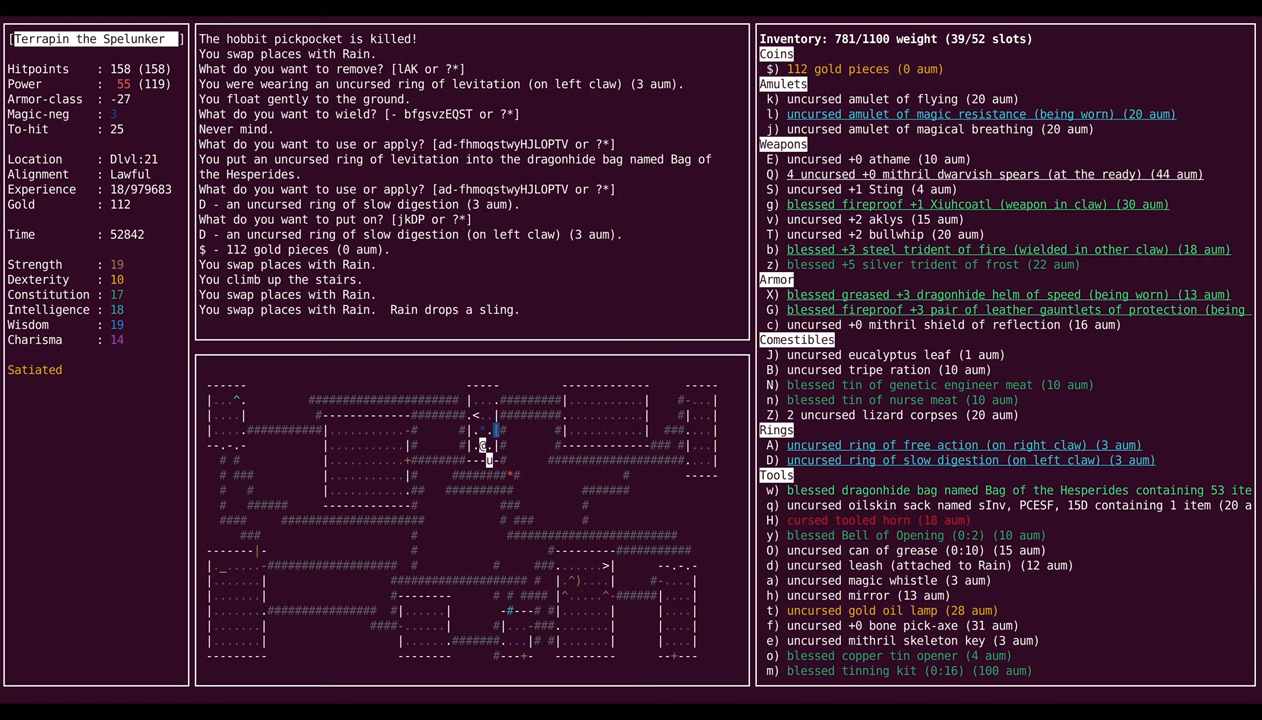 [Terrapin the Spelunker ]
Hitpoints : 158 (158)
Power : 55 (119)
Armor-class : -27
Magic-neg : 3
To-hit : 25
Location : Dlvl:21
Alignment : Lawful
Experience : 18/979683
Gold : 112
Time : 52842
Strength : 19
Dexterity : 10
Constitution : 17
Intelligence : 18
Wisdom : 19
Charisma : 14
Satiated
The hobbit pickpocket is killed!
You swap places with Rain.
What do you want to remove? [lAK or ?*]
You were wearing an uncursed ring of levitation (on left claw) (3 aum).
You float gently to the ground.
What do you want to wield? [- bfgsvzEQST or ?*]
Never mind.
What do you want to use or apply? [ad-fhmoqstwyHJLOPTV or ?*]
You put an uncursed ring of levitation into the dragonhide bag named Bag of
the Hesperides.
What do you want to use or apply? [ad-fhmoqstwyHJLOPTV or ?*]
D - an uncursed ring of slow digestion (3 aum).
What do you want to put on? [jkDP or ?*]
D - an uncursed ring of slow digestion (on left claw) (3 aum).
$ - 112 gold pieces (0 aum).
You swap places with Rain.
You climb up the stairs.
You swap places with Rain.
You swap places with Rain.  Rain drops a sling.
Inventory: 781/1100 weight (39/52 slots)
Coins
$) 112 gold pieces (0 aum)
Amulets
k) uncursed amulet of flying (20 aum)
l) uncursed amulet of magic resistance (being worn) (20 aum)
j) uncursed amulet of magical breathing (20 aum)
Weapons
E) uncursed +0 athame (10 aum)
Q) 4 uncursed +0 mithril dwarvish spears (at the ready) (44 aum)
S) uncursed +1 Sting (4 aum)
g) blessed fireproof +1 Xiuhcoatl (weapon in claw) (30 aum)
v) uncursed +2 aklys (15 aum)
T) uncursed +2 bullwhip (20 aum)
b) blessed +3 steel trident of fire (wielded in other claw) (18 aum)
z) blessed +5 silver trident of frost (22 aum)
Armor
X) blessed greased +3 dragonhide helm of speed (being worn) (13 aum)
G) blessed fireproof +3 pair of leather gauntlets of protection (being
c) uncursed +0 mithril shield of reflection (16 aum)
Comestibles
J) uncursed eucalyptus leaf (1 aum)
B) uncursed tripe ration (10 aum)
N) blessed tin of genetic engineer meat (10 aum)
n) blessed tin of nurse meat (10 aum)
Z) 2 uncursed lizard corpses (20 aum)
Rings
A) uncursed ring of free action (on right claw) (3 aum)
D) uncursed ring of slow digestion (on left claw) (3 aum)
Tools
w) blessed dragonhide bag named Bag of the Hesperides containing 53 ite
q) uncursed oilskin sack named sInv, PCESF, 15D containing 1 item (20 a
H) cursed tooled horn (18 aum)
y) blessed Bell of Opening (0:2) (10 aum)
O) uncursed can of grease (0:10) (15 aum)
d) uncursed leash (attached to Rain) (12 aum)
a) uncursed magic whistle (3 aum)
h) uncursed mirror (13 aum)
t) uncursed gold oil lamp (28 aum)
f) uncursed +0 bone pick-axe (31 aum)
e) uncursed mithril skeleton key (3 aum)
o) blessed copper tin opener (4 aum)
m) blessed tinning kit (0:16) (100 aum)